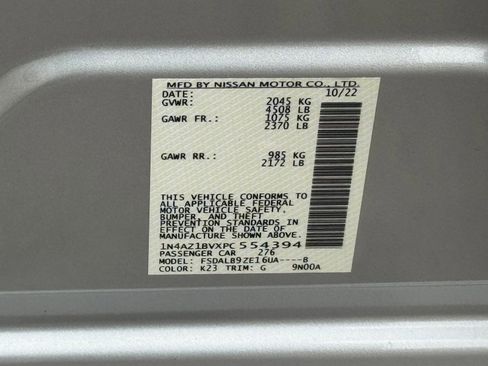 MFD BY NISSAN MOTOR CO., LTD.
DATE: 10/22
GVWR: 2045 KG
4508 LB
GAWR FR.: 1075 KG
2370 LB
GAWR RR.: 985 KG
2172 LB
THIS VEHICLE CONFORMS TO
ALL APPLICABLE FEDERAL
MOTOR VEHICLE SAFETY,
BUMPER, AND THEFT
PREVENTION STANDARDS
IN EFFECT ON THE DATE OF
MANUFACTURE SHOWN ABOVE.
1N4AZ1BVXPC554394
PASSENGER CAR 276
MODEL: FSDALB9ZE16UA----B
COLOR: K23 TRIM: G 9N00A